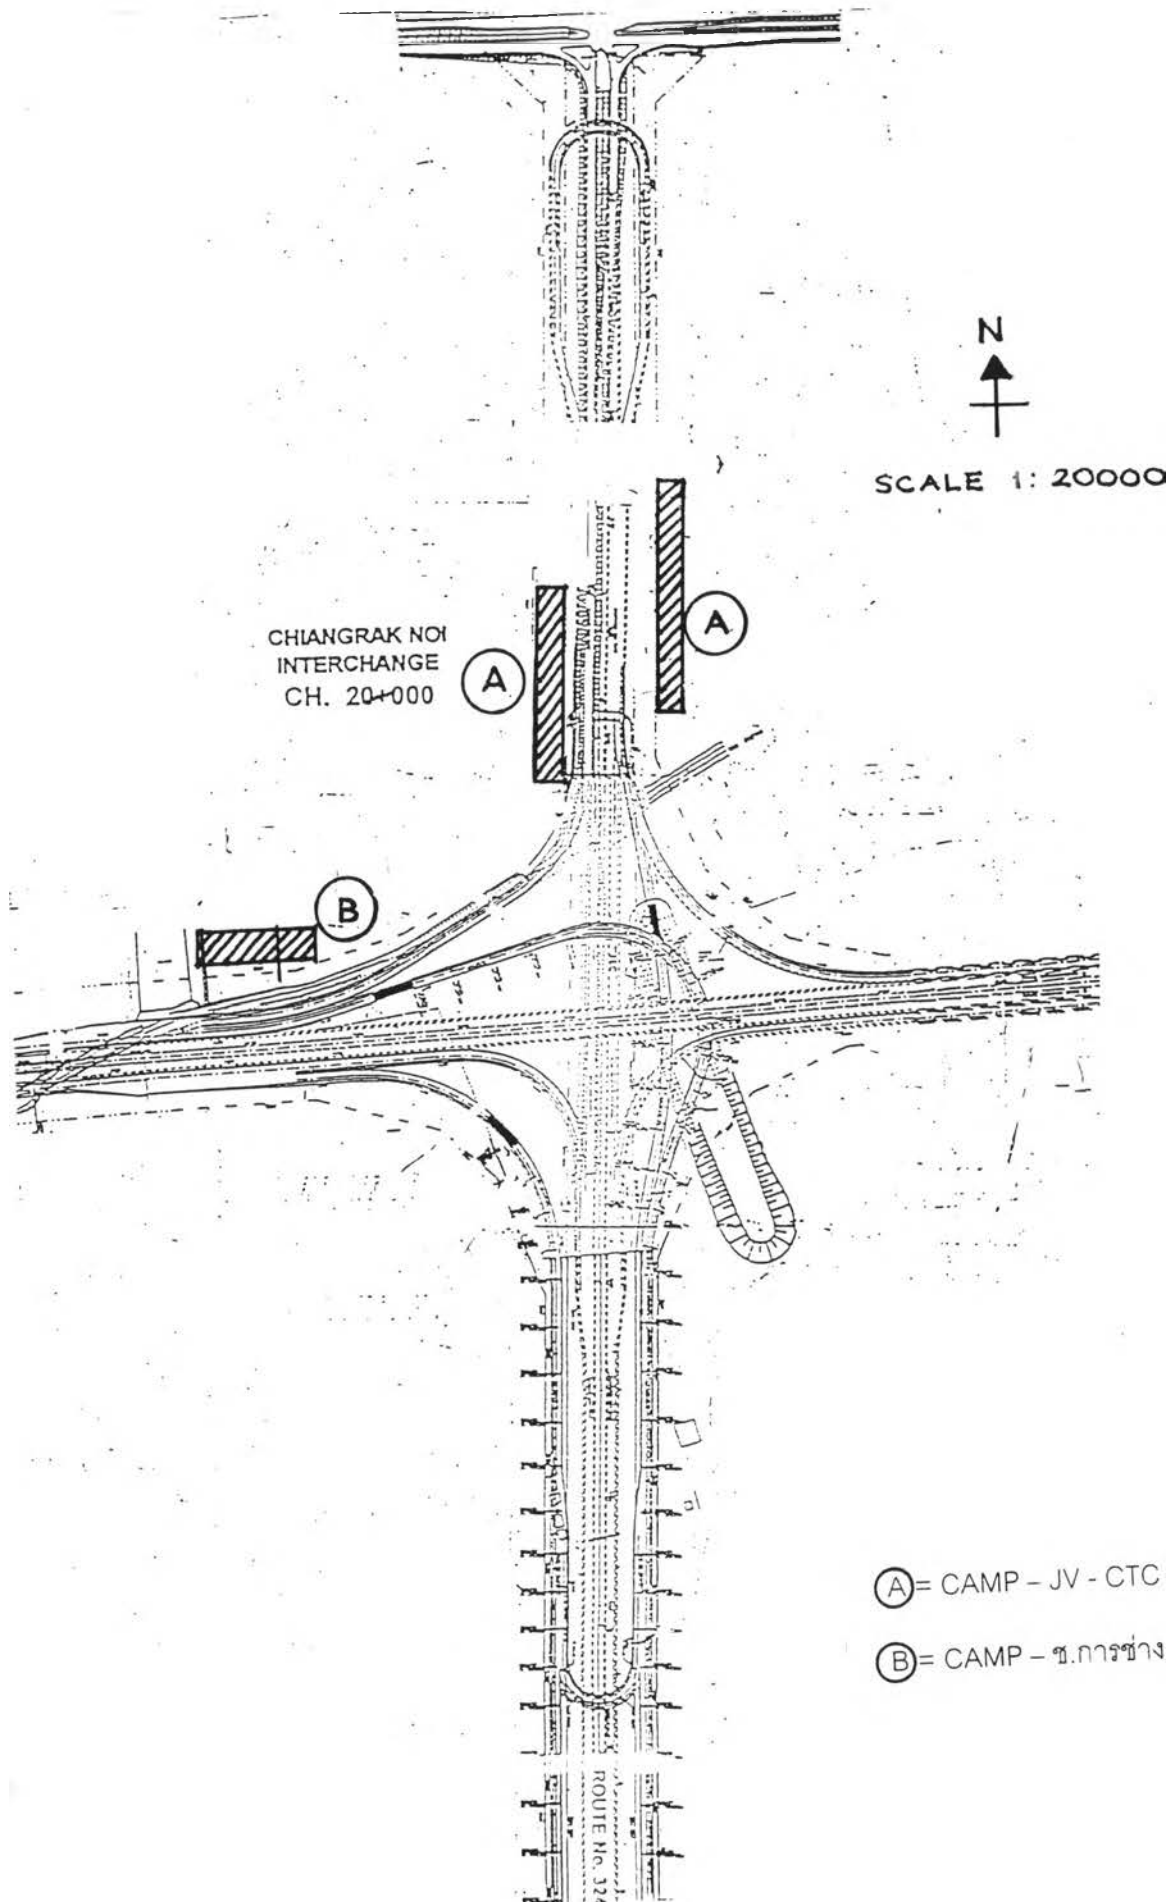 N
SCALE 1: 20000
A
CHIANGRAK NOI
INTERCHANGE
CH. 20+000
A
B
A = CAMP – JV - CTC
B = CAMP – ช.การช่าง
ROUTE No.